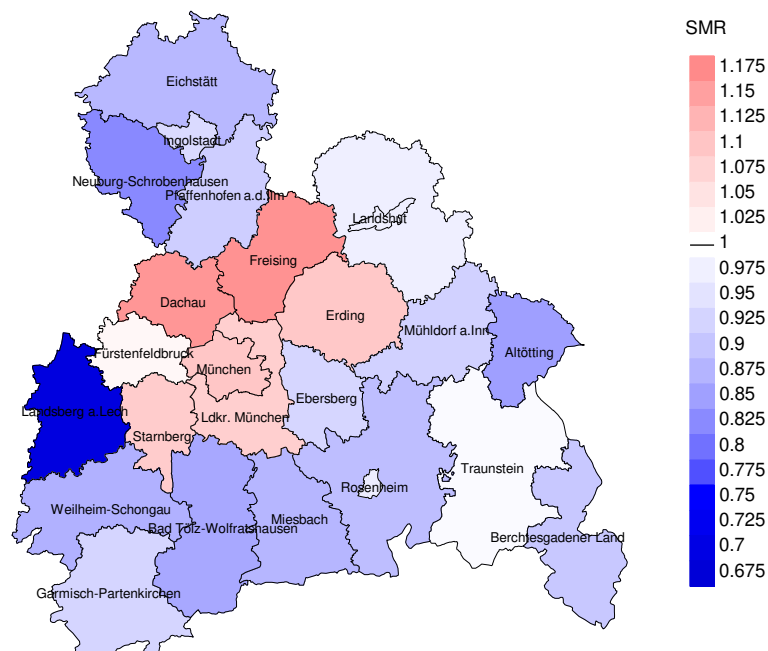 SMR
1.175
1.15
1.125
1.1
1.075
1.05
1.025
1
0.975
0.95
0.925
0.9
0.875
0.85
0.825
0.8
0.775
0.75
0.725
0.7
0.675
Eichstätt
Ingolstadt
Neuburg-Schrobenhausen
Pfaffenhofen a.d.Ilm
Landshut
Freising
Dachau
Erding
Mühldorf a.Inn
Altötting
Fürstenfeldbruck
München
Ebersberg
Landsberg a.Lech
Ldkr. München
Starnberg
Traunstein
Rosenheim
Weilheim-Schongau
Miesbach
Bad Tölz-Wolfratshausen
Berchtesgadener Land
Garmisch-Partenkirchen